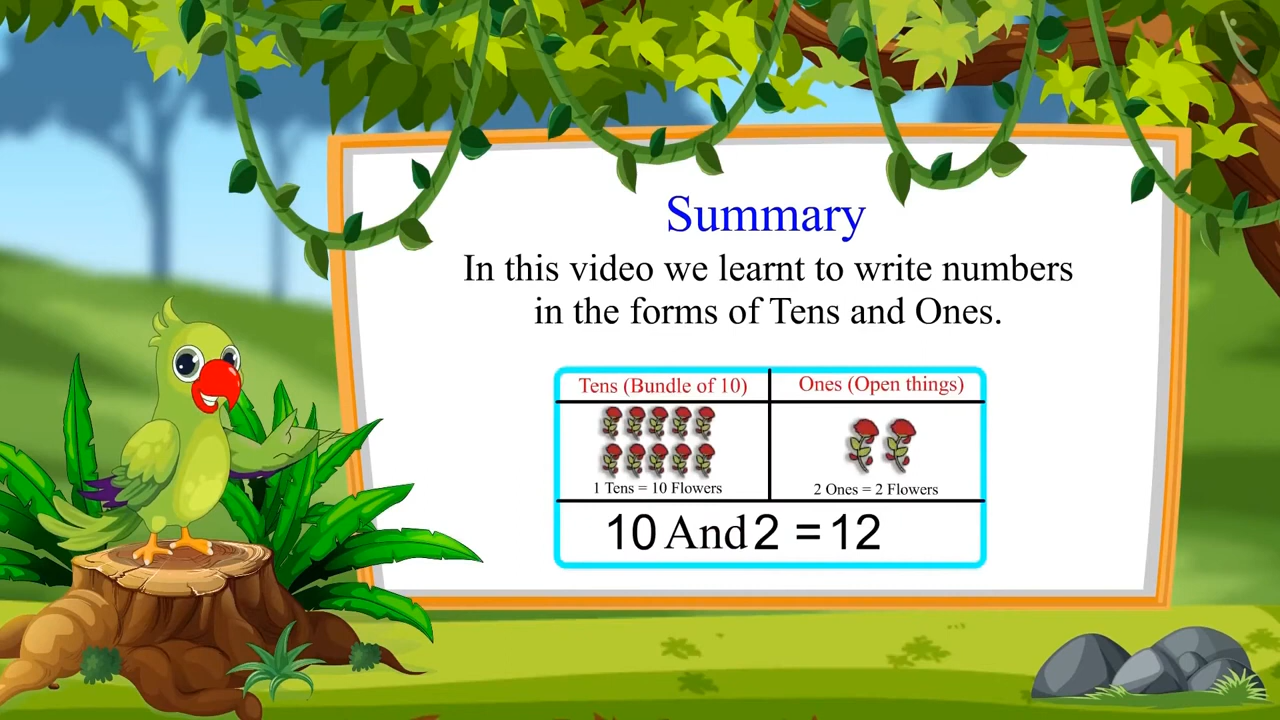 Summary
In this video we learnt to write numbers
in the forms of Tens and Ones.
Tens (Bundle of 10)
Ones (Open things)
1 Tens = 10 Flowers
2 Ones = 2 Flowers
10 And 2 = 12